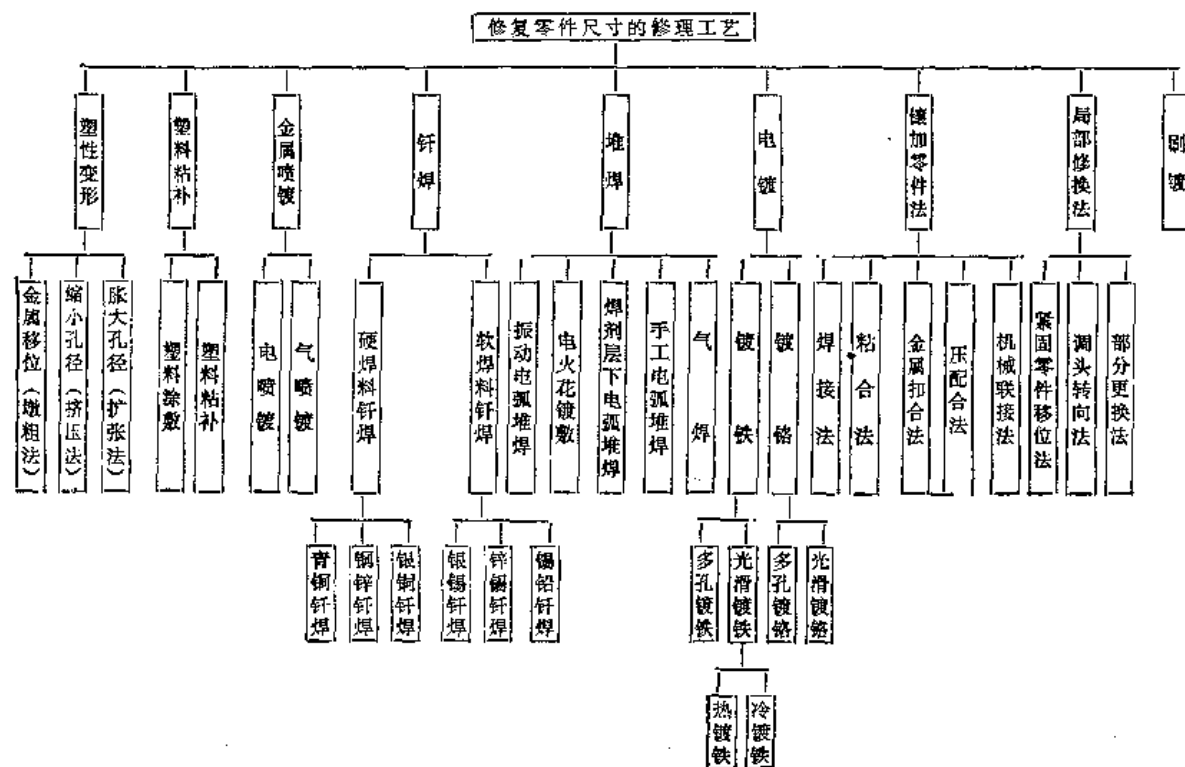 修复零件尺寸的修理工艺
塑性变形
塑料粘补
金属喷镀
钎焊
堆焊
电镀
镶加零件法
局部修换法
刷镀
金属移位（墩粗法）
缩小孔径（挤压法）
胀大孔径（扩张法）
塑料涂敷
塑料粘补
电喷镀
气喷镀
硬焊料钎焊
软焊料钎焊
振动电弧堆焊
电火花镀敷
焊剂层下电弧堆焊
手工电弧堆焊
气焊
镀铁
镀铬
焊接法
粘合法
金属扣合法
压配合法
机械联接法
紧固零件移位法
调头转向法
部分更换法
青铜钎焊
铜锌钎焊
银铜钎焊
银锡钎焊
锌锡钎焊
锡铅钎焊
多孔镀铁
光滑镀铁
多孔镀铬
光滑镀铬
热镀铁
冷镀铁